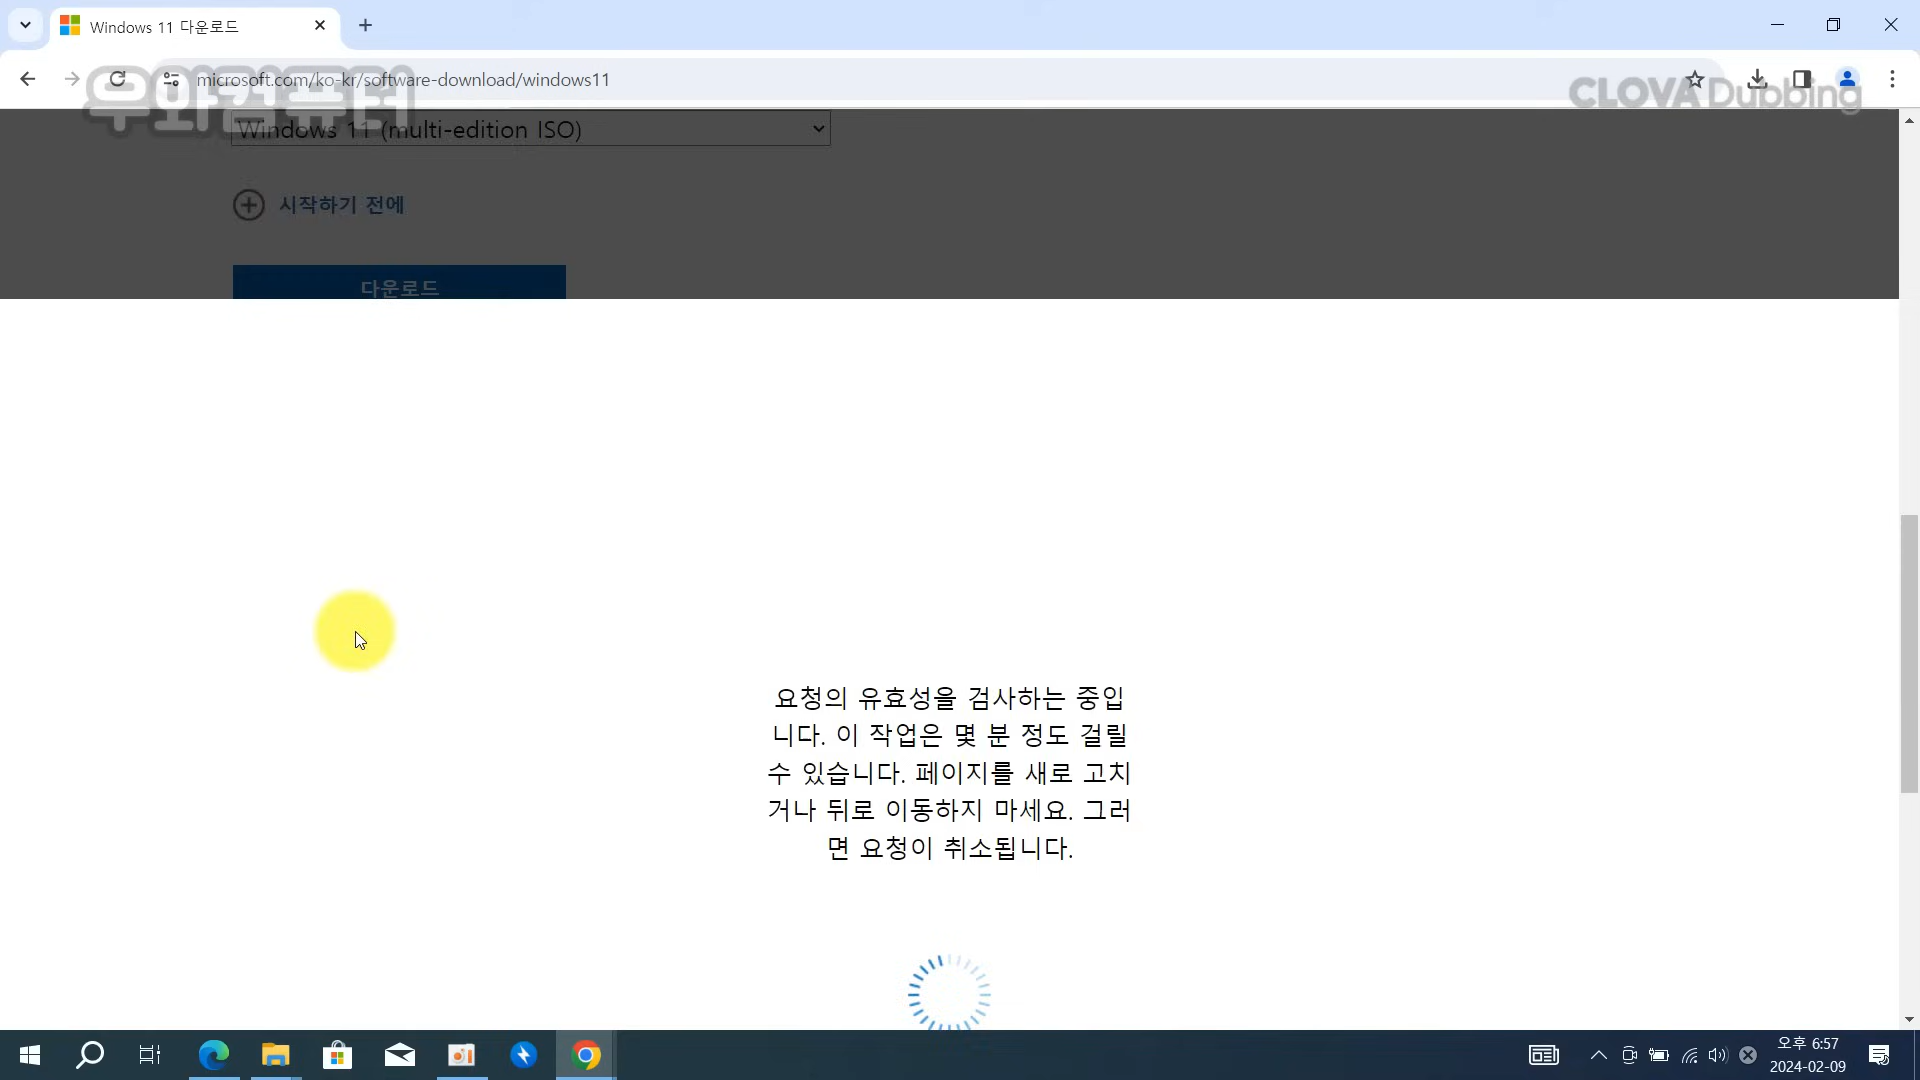 Windows 11 다운로드
microsoft.com/ko-kr/software-download/windows11
우와컴퓨터
CLOVA Dubbing
Windows 11 (multi-edition ISO)
시작하기 전에
다운로드
요청의 유효성을 검사하는 중입
니다. 이 작업은 몇 분 정도 걸릴
수 있습니다. 페이지를 새로 고치
거나 뒤로 이동하지 마세요. 그러
면 요청이 취소됩니다.
오후 6:57
2024-02-09